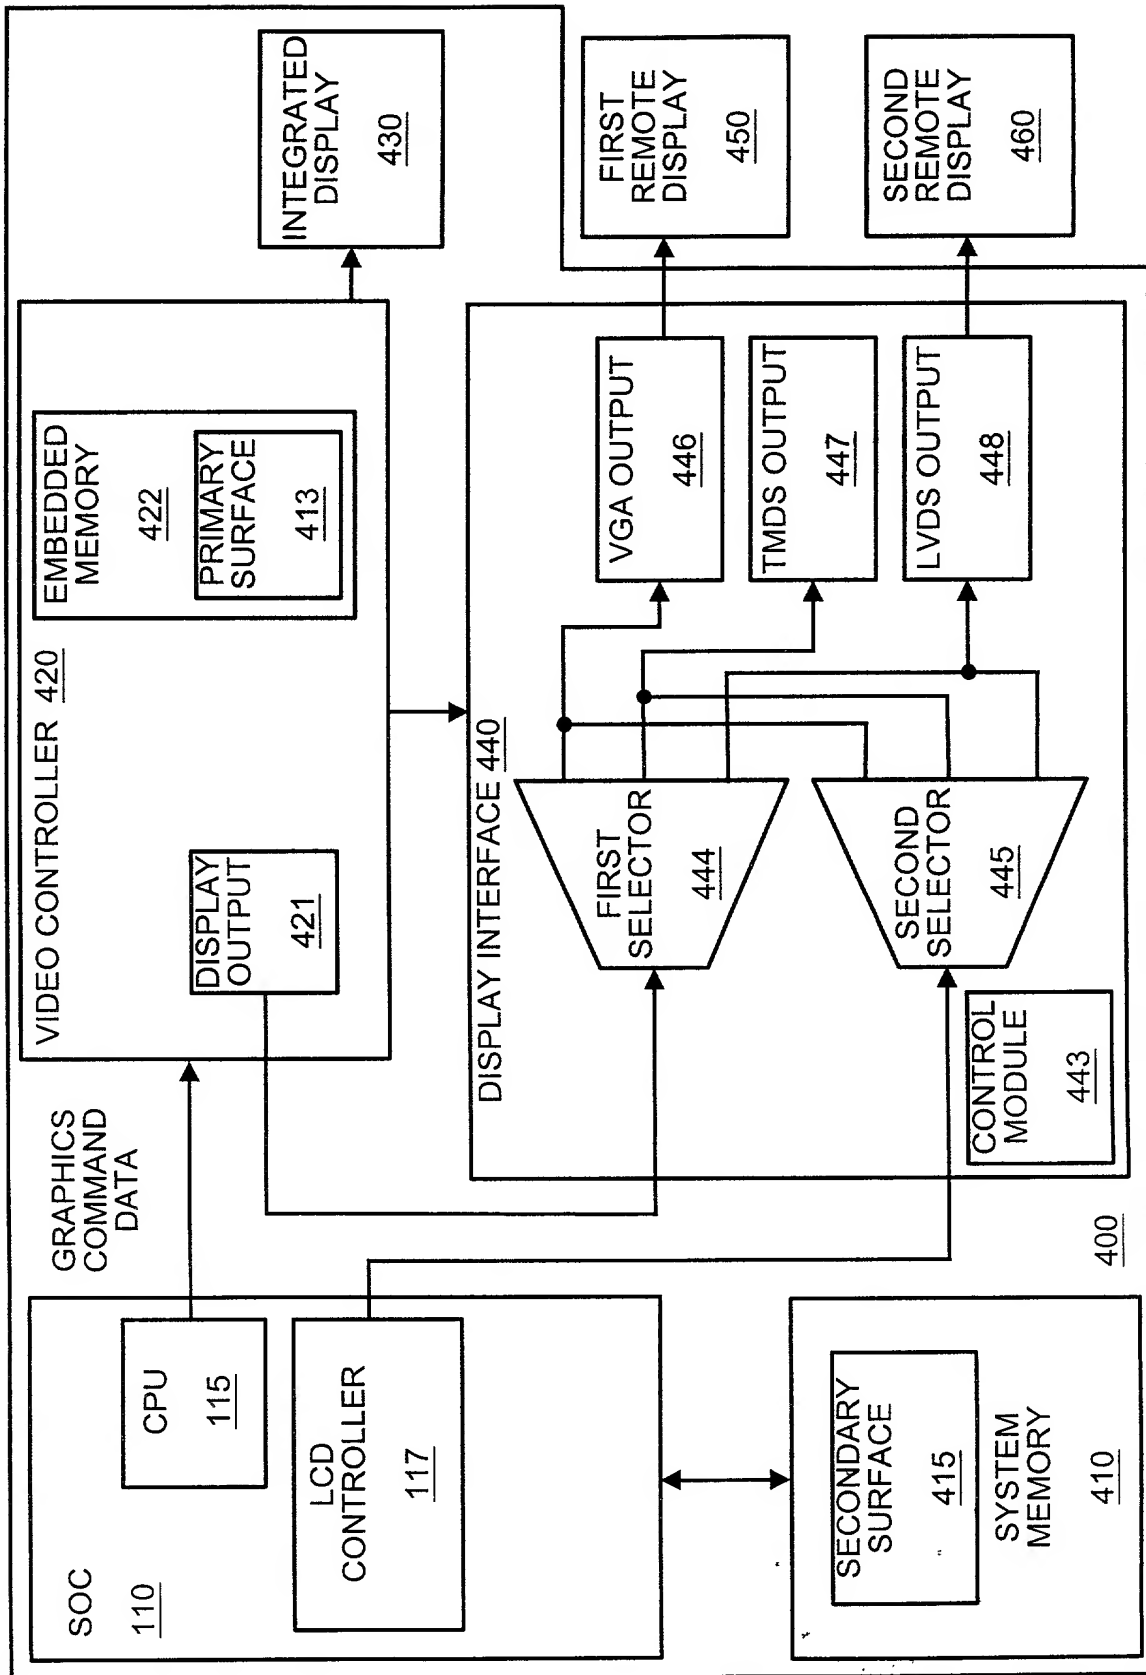 SOC
110
CPU
115
LCD
CONTROLLER
117
GRAPHICS
COMMAND
DATA
SECONDARY
SURFACE
415
SYSTEM
MEMORY
410
400
VIDEO CONTROLLER 420
DISPLAY
OUTPUT
421
EMBEDDED
MEMORY
422
PRIMARY
SURFACE
413
INTEGRATED
DISPLAY
430
DISPLAY INTERFACE 440
FIRST
SELECTOR
444
SECOND
SELECTOR
445
CONTROL
MODULE
443
VGA OUTPUT
446
TMDS OUTPUT
447
LVDS OUTPUT
448
FIRST
REMOTE
DISPLAY
450
SECOND
REMOTE
DISPLAY
460